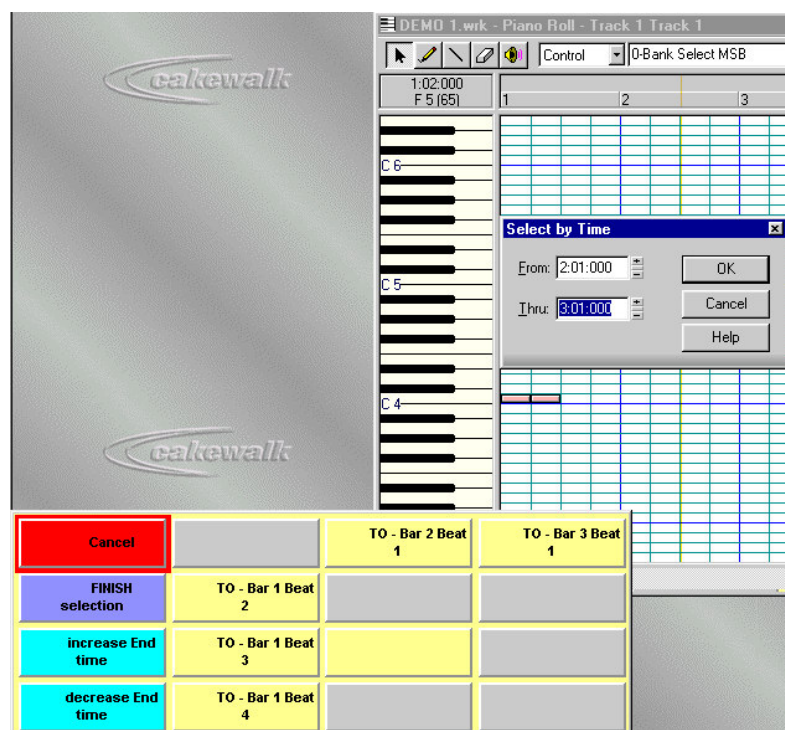 cakewalk
DEMO 1.wrk - Piano Roll - Track 1 Track 1
Control
0-Bank Select MSB
1:02:000
F 5 (65)
1
2
3
C 6
Select by Time
From: 2:01:000
OK
C 5
Thru: 3:01:000
Cancel
Help
C 4
cakewalk
Cancel
TO - Bar 2 Beat
1
TO - Bar 3 Beat
1
FINISH
selection
TO - Bar 1 Beat
2
increase End
time
TO - Bar 1 Beat
3
decrease End
time
TO - Bar 1 Beat
4